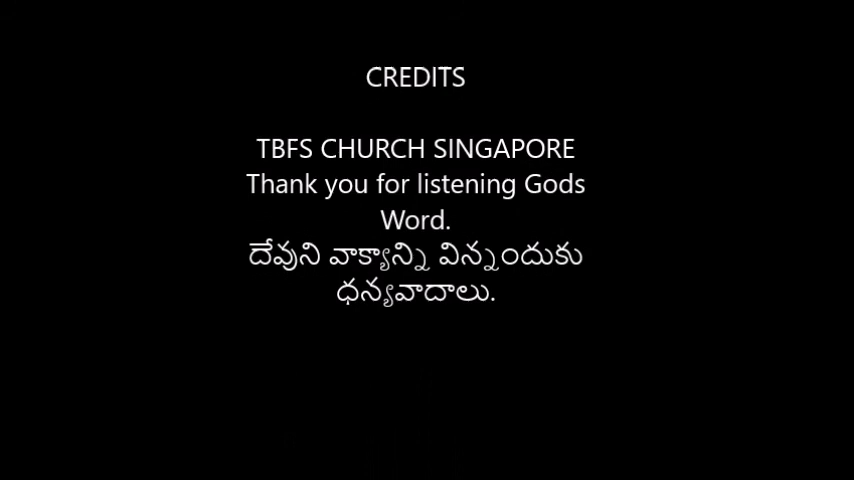 CREDITS
TBFS CHURCH SINGAPORE
Thank you for listening Gods
Word.
దేవుని వాక్యాన్ని విన్నందుకు
ధన్యవాదాలు.